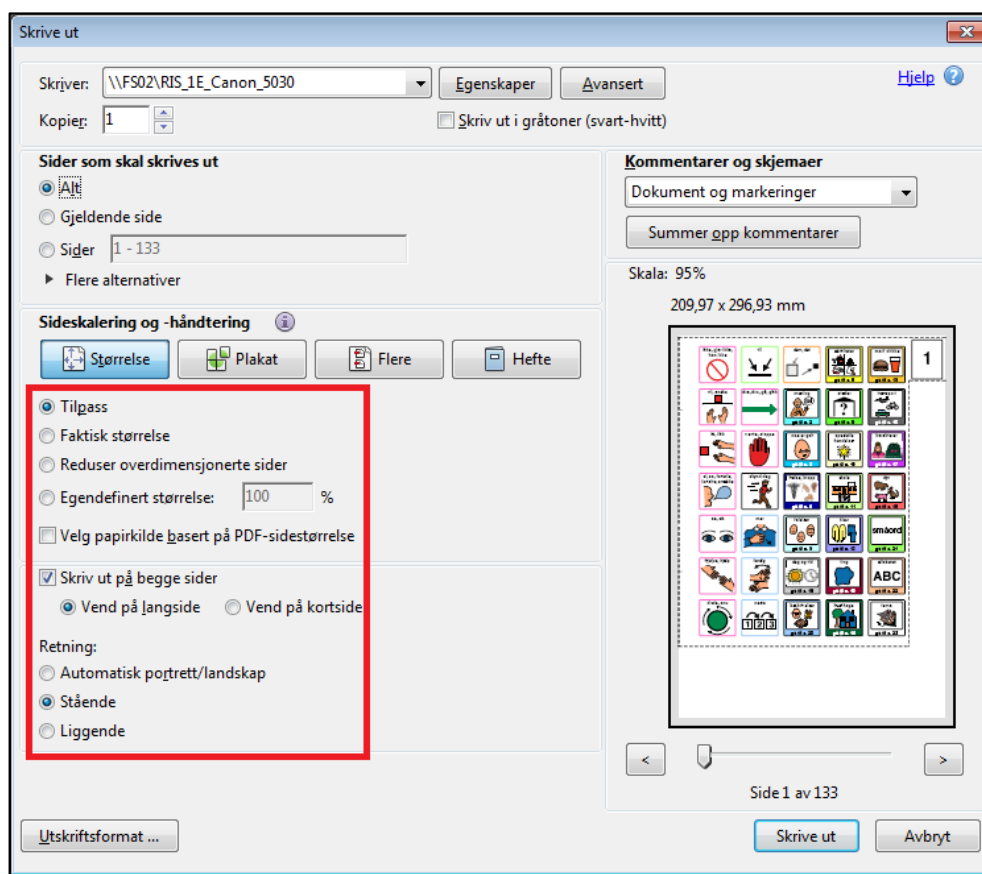 Skrive ut
Skriver: \\FS02\RIS_1E_Canon_5030 Egenskaper Avansert Hjelp
Kopier: 1 Skriv ut i gråtoner (svart-hvitt)
Sider som skal skrives ut
Alt
Gjeldende side
Sider 1 - 133
Flere alternativer
Kommentarer og skjemaer
Dokument og markeringer
Summer opp kommentarer
Sideskalering og -håndtering
Størrelse Plakat Flere Hefte
Tilpass
Faktisk størrelse
Reduser overdimensjonerte sider
Egendefinert størrelse: 100 %
Velg papirkilde basert på PDF-sidestørrelse
Skriv ut på begge sider
Vend på langside Vend på kortside
Retning:
Automatisk portrett/landskap
Stående
Liggende
Skala: 95%
209,97 x 296,93 mm
1
?
småord
ABC
1 2 3
< >
Side 1 av 133
Utskriftsformat ... Skrive ut Avbryt